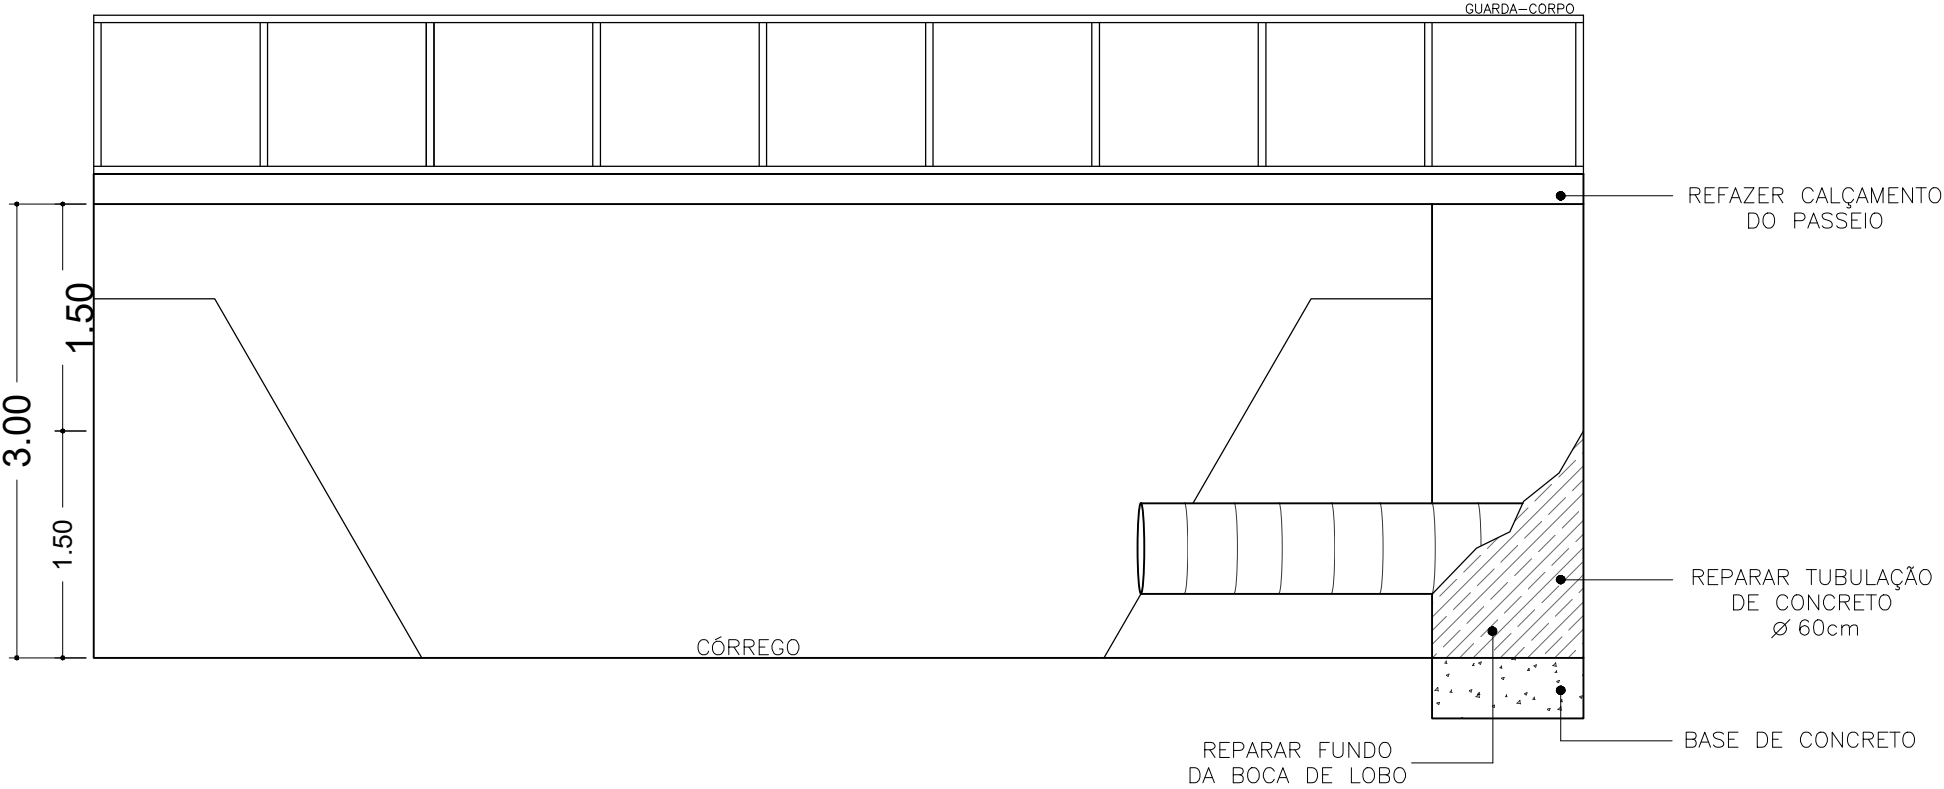 GUARDA-CORPO
REFAZER CALÇAMENTO
DO PASSEIO
1.50
3.00
1.50
REPARAR TUBULAÇÃO
DE CONCRETO
Ø 60cm
CÓRREGO
BASE DE CONCRETO
REPARAR FUNDO
DA BOCA DE LOBO